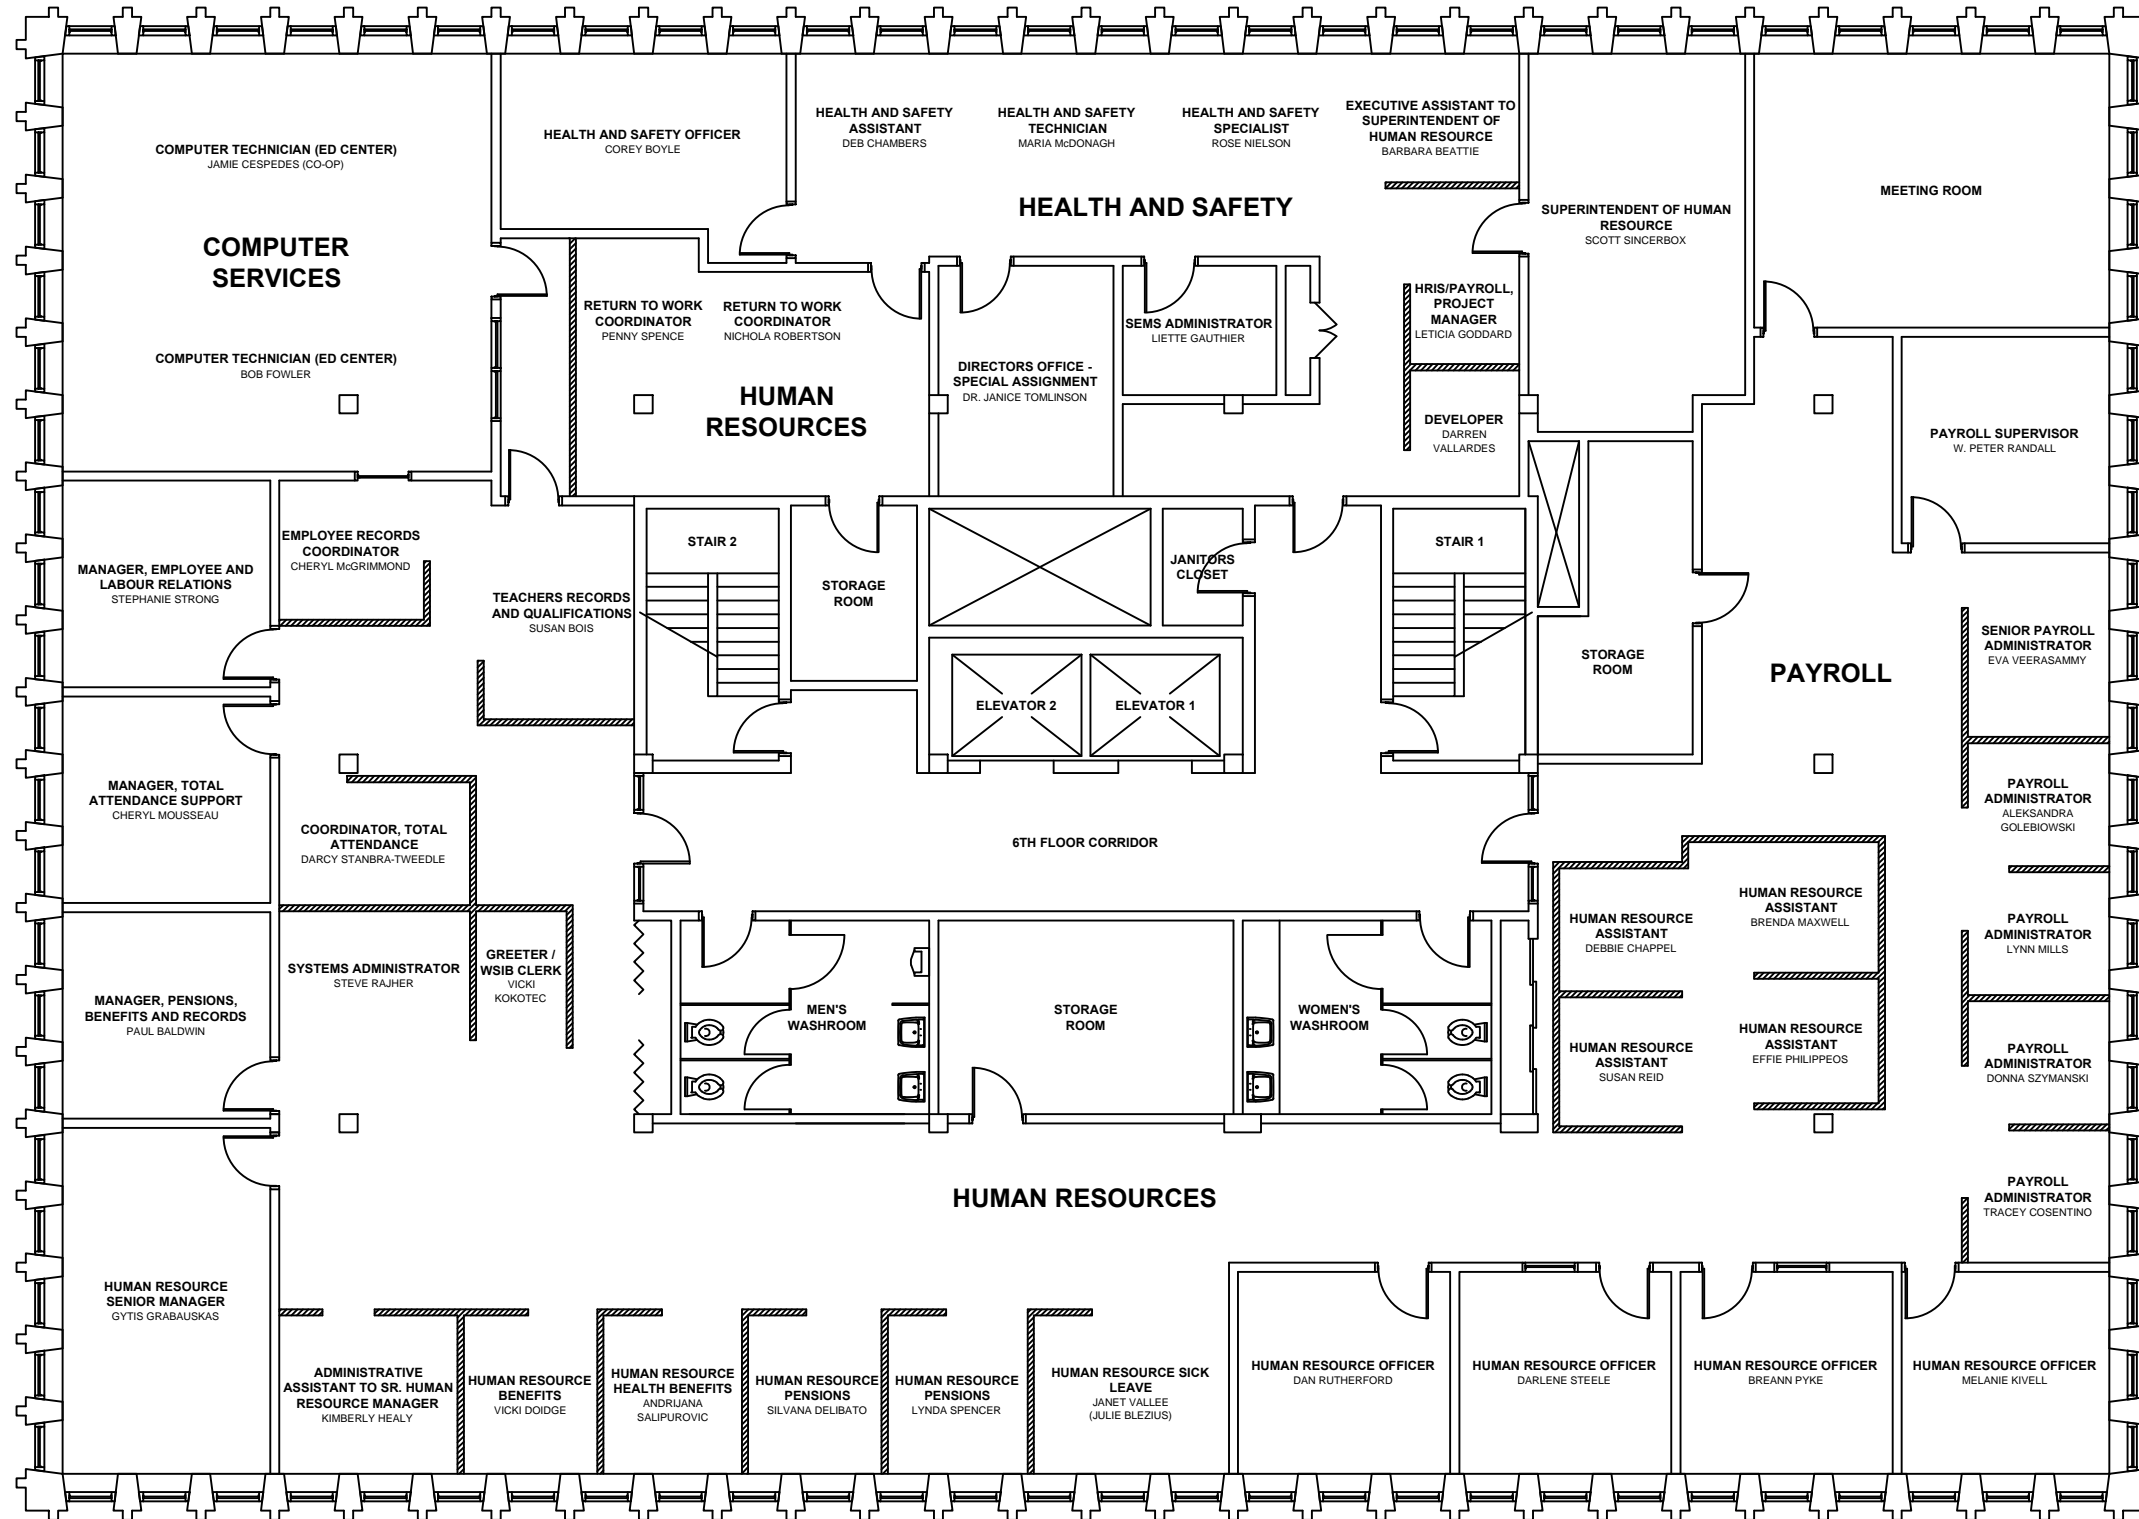 COMPUTER TECHNICIAN (ED CENTER)
JAMIE CESPEDES (CO-OP)
COMPUTER
SERVICES
COMPUTER TECHNICIAN (ED CENTER)
BOB FOWLER
HEALTH AND SAFETY OFFICER
COREY BOYLE
HEALTH AND SAFETY
ASSISTANT
DEB CHAMBERS
HEALTH AND SAFETY
TECHNICIAN
MARIA McDONAGH
HEALTH AND SAFETY
SPECIALIST
ROSE NIELSON
EXECUTIVE ASSISTANT TO
SUPERINTENDENT OF
HUMAN RESOURCE
BARBARA BEATTIE
HEALTH AND SAFETY
SUPERINTENDENT OF HUMAN
RESOURCE
SCOTT SINCERBOX
MEETING ROOM
RETURN TO WORK
COORDINATOR
PENNY SPENCE
RETURN TO WORK
COORDINATOR
NICHOLA ROBERTSON
HUMAN
RESOURCES
DIRECTORS OFFICE -
SPECIAL ASSIGNMENT
DR. JANICE TOMLINSON
SEMS ADMINISTRATOR
LIETTE GAUTHIER
HRIS/PAYROLL,
PROJECT
MANAGER
LETICIA GODDARD
DEVELOPER
DARREN
VALLARDES
PAYROLL SUPERVISOR
W. PETER RANDALL
MANAGER, EMPLOYEE AND
LABOUR RELATIONS
STEPHANIE STRONG
EMPLOYEE RECORDS
COORDINATOR
CHERYL McGRIMMOND
TEACHERS RECORDS
AND QUALIFICATIONS
SUSAN BOIS
STAIR 2
STORAGE
ROOM
JANITORS
CLOSET
STAIR 1
STORAGE
ROOM
ELEVATOR 2
ELEVATOR 1
PAYROLL
SENIOR PAYROLL
ADMINISTRATOR
EVA VEERASAMMY
MANAGER, TOTAL
ATTENDANCE SUPPORT
CHERYL MOUSSEAU
COORDINATOR, TOTAL
ATTENDANCE
DARCY STANBRA-TWEEDLE
6TH FLOOR CORRIDOR
PAYROLL
ADMINISTRATOR
ALEKSANDRA
GOLEBIOWSKI
HUMAN RESOURCE
ASSISTANT
DEBBIE CHAPPEL
HUMAN RESOURCE
ASSISTANT
BRENDA MAXWELL
PAYROLL
ADMINISTRATOR
LYNN MILLS
MANAGER, PENSIONS,
BENEFITS AND RECORDS
PAUL BALDWIN
SYSTEMS ADMINISTRATOR
STEVE RAJHER
GREETER /
WSIB CLERK
VICKI
KOKOTEC
MEN'S
WASHROOM
STORAGE
ROOM
WOMEN'S
WASHROOM
HUMAN RESOURCE
ASSISTANT
SUSAN REID
HUMAN RESOURCE
ASSISTANT
EFFIE PHILIPPEOS
PAYROLL
ADMINISTRATOR
DONNA SZYMANSKI
HUMAN RESOURCES
PAYROLL
ADMINISTRATOR
TRACEY COSENTINO
HUMAN RESOURCE
SENIOR MANAGER
GYTIS GRABAUSKAS
ADMINISTRATIVE
ASSISTANT TO SR. HUMAN
RESOURCE MANAGER
KIMBERLY HEALY
HUMAN RESOURCE
BENEFITS
VICKI DOIDGE
HUMAN RESOURCE
HEALTH BENEFITS
ANDRIJANA
SALIPUROVIC
HUMAN RESOURCE
PENSIONS
SILVANA DELIBATO
HUMAN RESOURCE
PENSIONS
LYNDA SPENCER
HUMAN RESOURCE SICK
LEAVE
JANET VALLEE
(JULIE BLEZIUS)
HUMAN RESOURCE OFFICER
DAN RUTHERFORD
HUMAN RESOURCE OFFICER
DARLENE STEELE
HUMAN RESOURCE OFFICER
BREANN PYKE
HUMAN RESOURCE OFFICER
MELANIE KIVELL